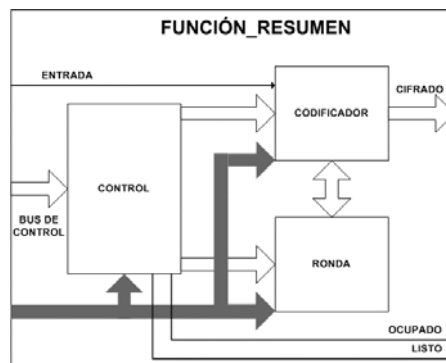 FUNCIÓN_RESUMEN
ENTRADA
CIFRADO
CODIFICADOR
CONTROL
BUS DE
CONTROL
RONDA
OCUPADO
LISTO